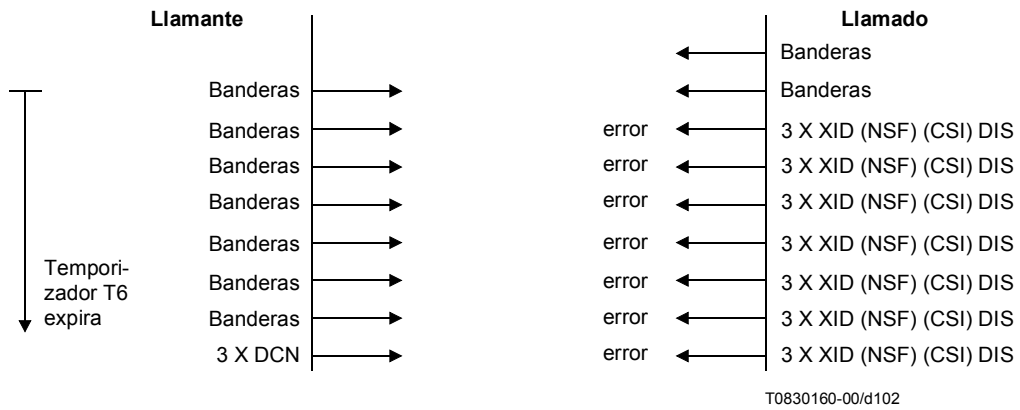 Llamante Llamado
Banderas
Banderas Banderas
Banderas error 3 X XID (NSF) (CSI) DIS
Banderas error 3 X XID (NSF) (CSI) DIS
Banderas error 3 X XID (NSF) (CSI) DIS
Banderas error 3 X XID (NSF) (CSI) DIS
Banderas error 3 X XID (NSF) (CSI) DIS
Banderas error 3 X XID (NSF) (CSI) DIS
3 X DCN error 3 X XID (NSF) (CSI) DIS
Tempori-
zador T6
expira
T0830160-00/d102